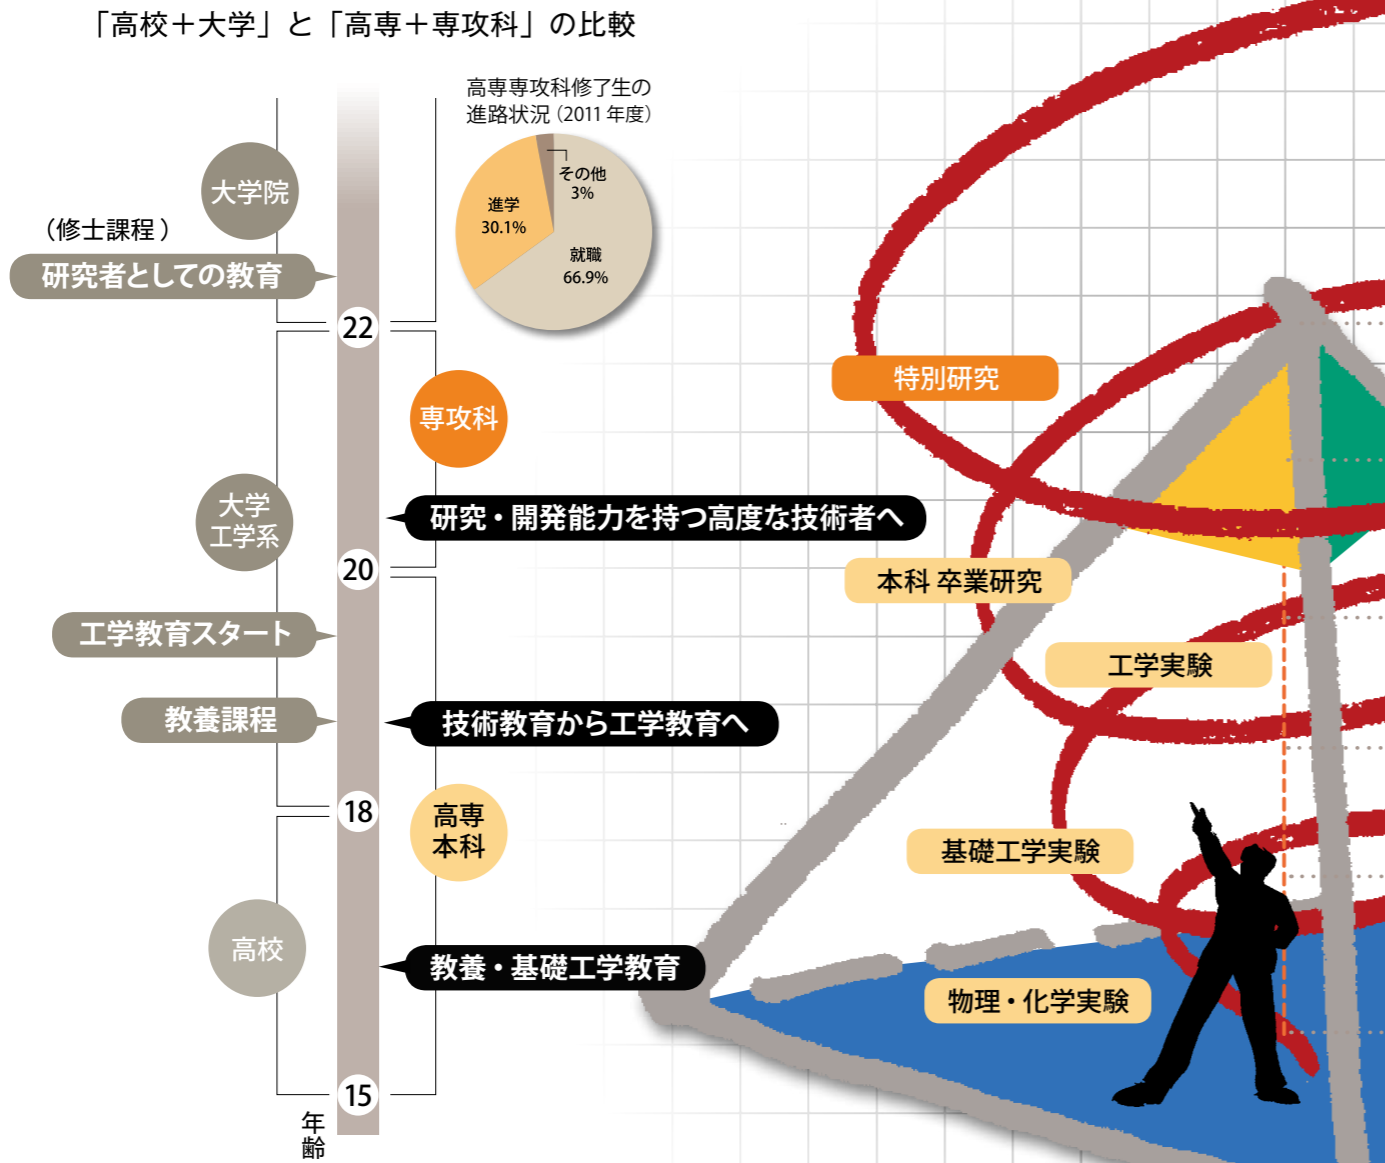 「高校＋大学」と「高専＋専攻科」の比較
高専専攻科修了生の
進路状況（2011 年度）
その他
3%
進学
30.1%
就職
66.9%
大学院
（修士課程 ）
研究者としての教育
22
特別研究
専攻科
大学
工学系
研究・開発能力を持つ高度な技術者へ
20
本科 卒業研究
工学教育スタート
工学実験
教養課程
技術教育から工学教育へ
18
高専
本科
基礎工学実験
高校
教養・基礎工学教育
物理・化学実験
15
年齢